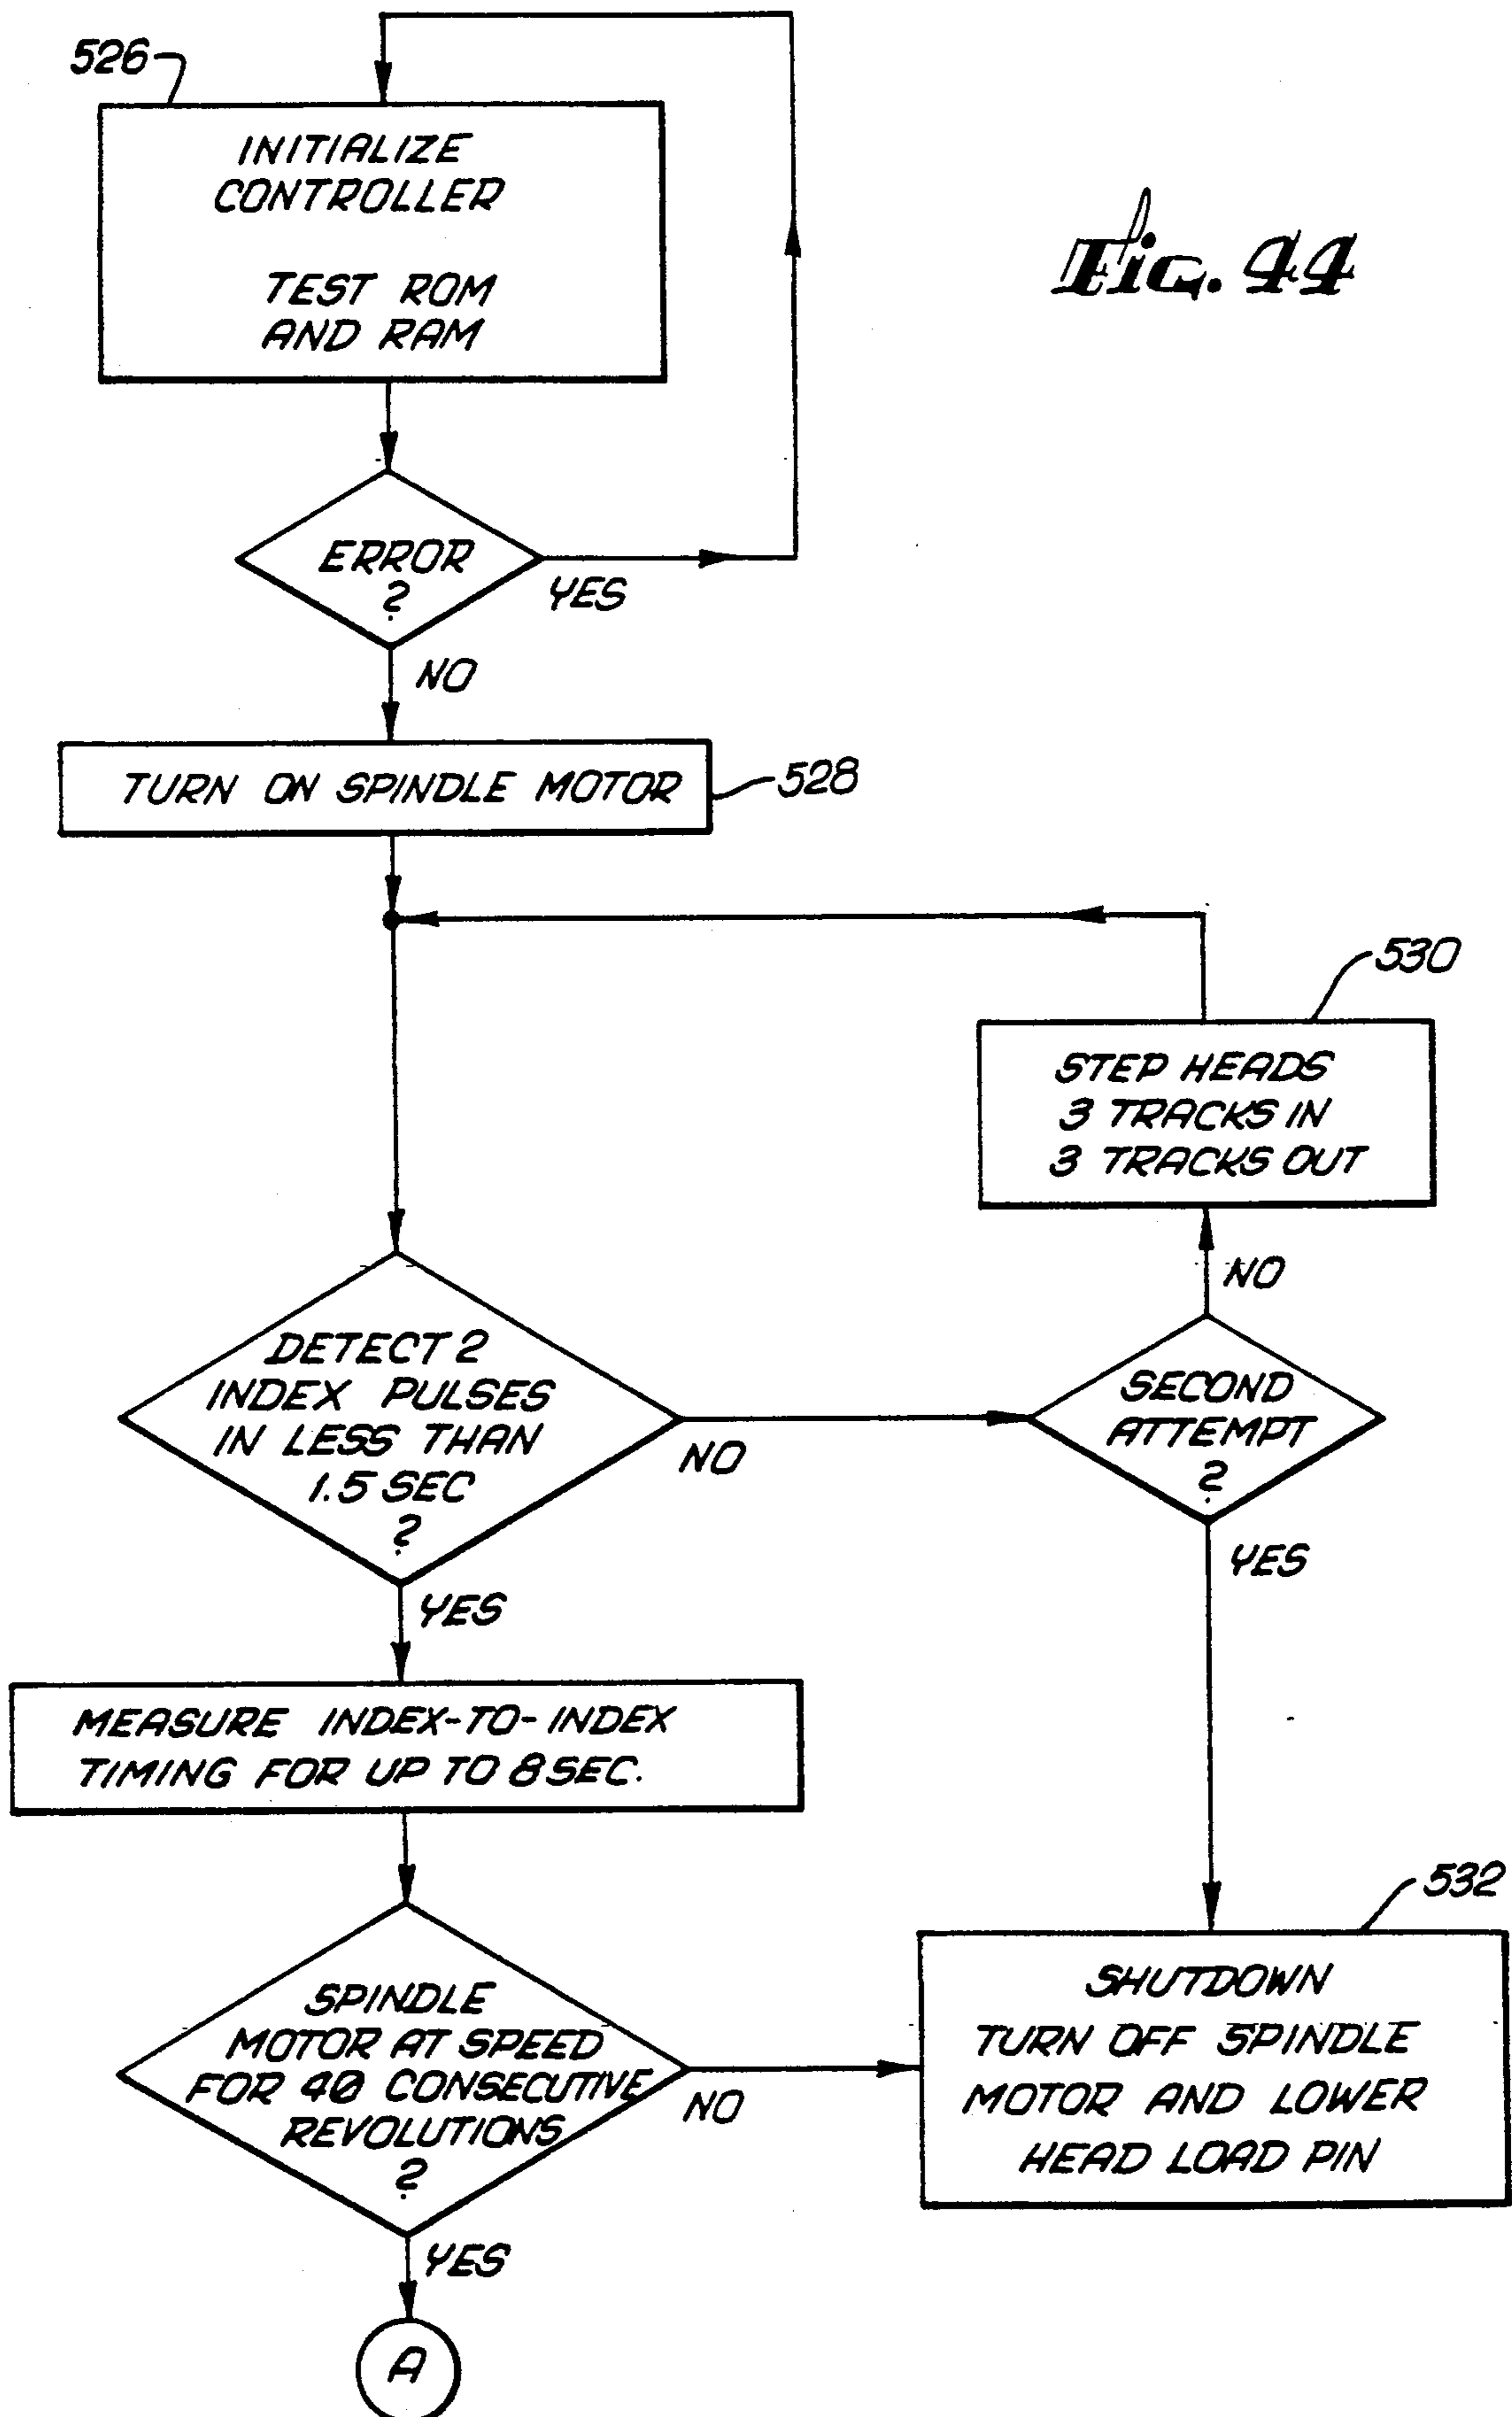 526
INITIALIZE
CONTROLLER
TEST ROM
AND RAM
Fig. 44
ERROR
?
YES
NO
TURN ON SPINDLE MOTOR
528
530
STEP HEADS
3 TRACKS IN
3 TRACKS OUT
NO
DETECT 2
INDEX PULSES
IN LESS THAN
1.5 SEC
?
NO
SECOND
ATTEMPT
?
YES
YES
MEASURE INDEX-TO-INDEX
TIMING FOR UP TO 8 SEC.
532
SPINDLE
MOTOR AT SPEED
FOR 40 CONSECUTIVE
REVOLUTIONS
?
NO
SHUTDOWN
TURN OFF SPINDLE
MOTOR AND LOWER
HEAD LOAD PIN
YES
A